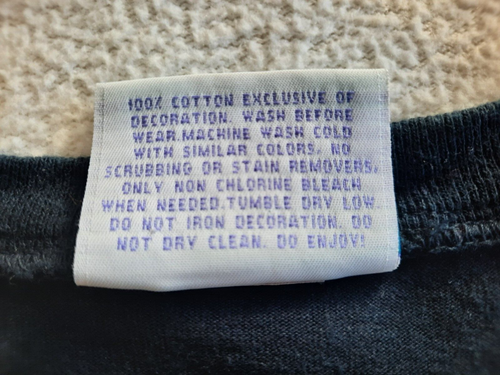 100% COTTON EXCLUSIVE OF
DECORATION. WASH BEFORE
WEAR.MACHINE WASH COLD
WITH SIMILAR COLORS. NO
SCRUBBING OR STAIN REMOVERS.
ONLY NON CHLORINE BLEACH
WHEN NEEDED.TUMBLE DRY LOW.
DO NOT IRON DECORATION. DO
NOT DRY CLEAN. DO ENJOY!